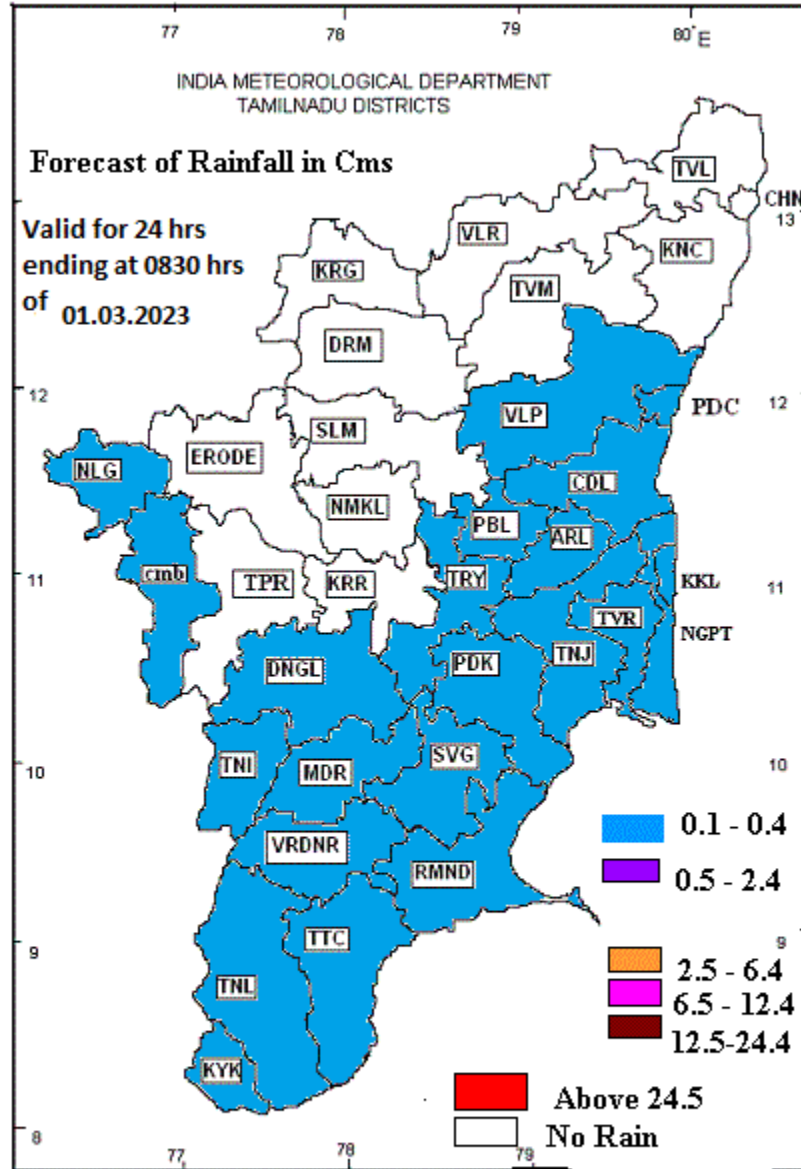 77 78 79 80°E
INDIA METEOROLOGICAL DEPARTMENT
TAMILNADU DISTRICTS
Forecast of Rainfall in Cms
TVL
CHN
13
Valid for 24 hrs
ending at 0830 hrs
of 01.03.2023
VLR
KNC
KRG
TVM
DRM
12
12
VLP
PDC
SLM
ERODE
NLG
CDL
NMKL
PBL
ARL
11
cmb
TPR
KRR
TRY
KKL
11
TVR
NGPT
DNGL
PDK
TNJ
10
TNI
MDR
SVG
10
0.1 - 0.4
VRDNR
RMND
0.5 - 2.4
9
TTC
9
2.5 - 6.4
TNL
6.5 - 12.4
12.5-24.4
KYK
Above 24.5
No Rain
8
77 78 79